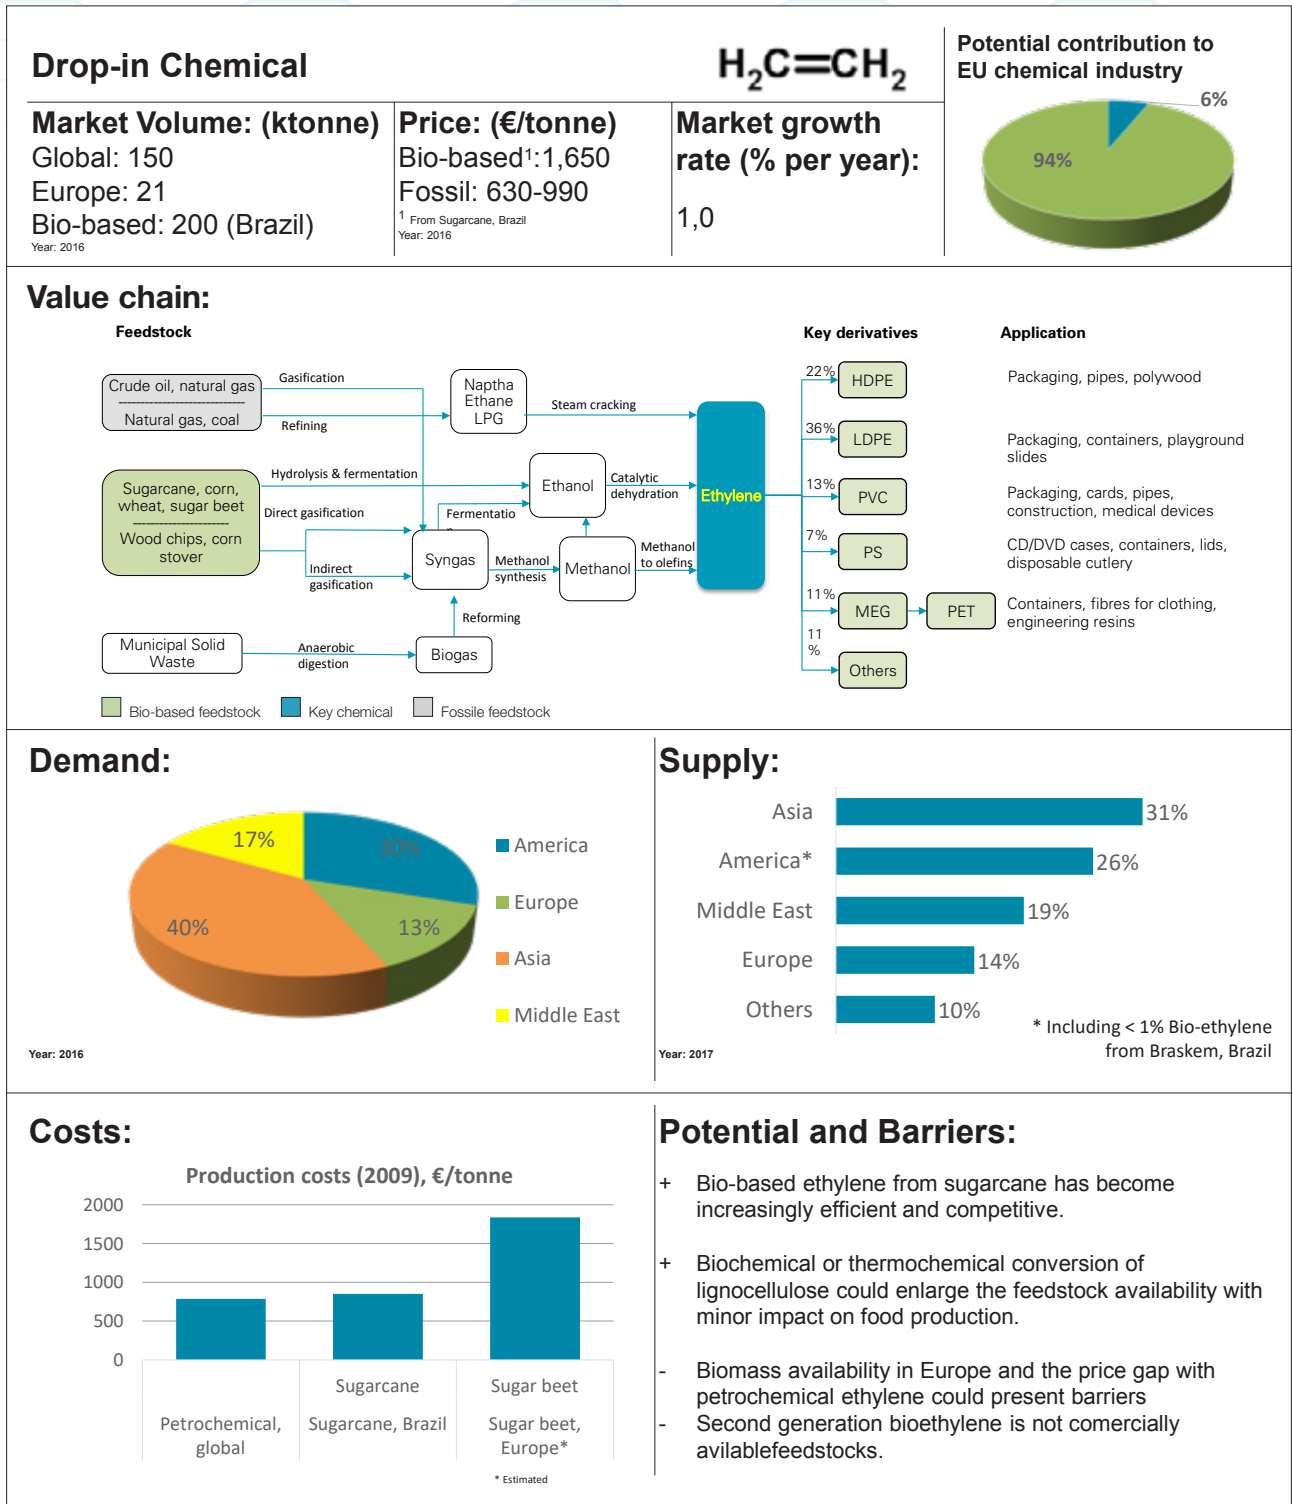 Drop-in Chemical
H₂C=CH₂
Potential contribution to
EU chemical industry
6%
94%
Market Volume: (ktonne)
Global: 150
Europe: 21
Bio-based: 200 (Brazil)
Year: 2016
Price: (€/tonne)
Bio-based¹:1,650
Fossil: 630-990
¹ From Sugarcane, Brazil
Year: 2016
Market growth
rate (% per year):
1,0
Value chain:
Feedstock
Key derivatives
Application
Crude oil, natural gas
----------------------------
Natural gas, coal
Gasification
Refining
Naptha
Ethane
LPG
Steam cracking
Sugarcane, corn,
wheat, sugar beet
---------------------
Wood chips, corn
stover
Hydrolysis & fermentation
Direct gasification
Indirect
gasification
Fermentatio
Ethanol
Catalytic
dehydration
Syngas
Methanol
synthesis
Methanol
Methanol
to olefins
Reforming
Municipal Solid
Waste
Anaerobic
digestion
Biogas
Ethylene
22%
HDPE
Packaging, pipes, polywood
36%
LDPE
Packaging, containers, playground
slides
13%
PVC
Packaging, cards, pipes,
construction, medical devices
7%
PS
CD/DVD cases, containers, lids,
disposable cutlery
11%
MEG
PET
Containers, fibres for clothing,
engineering resins
11
%
Others
Bio-based feedstock
Key chemical
Fossile feedstock
Demand:
17%
30%
40%
13%
America
Europe
Asia
Middle East
Year: 2016
Supply:
Asia
31%
America*
26%
Middle East
19%
Europe
14%
Others
10%
* Including < 1% Bio-ethylene
from Braskem, Brazil
Year: 2017
Costs:
Production costs (2009), €/tonne
2000
1500
1000
500
0
Sugarcane
Sugar beet
Petrochemical,
global
Sugarcane, Brazil
Sugar beet,
Europe*
* Estimated
Potential and Barriers:
+ Bio-based ethylene from sugarcane has become
increasingly efficient and competitive.
+ Biochemical or thermochemical conversion of
lignocellulose could enlarge the feedstock availability with
minor impact on food production.
- Biomass availability in Europe and the price gap with
petrochemical ethylene could present barriers
- Second generation bioethylene is not comercially
avilablefeedstocks.